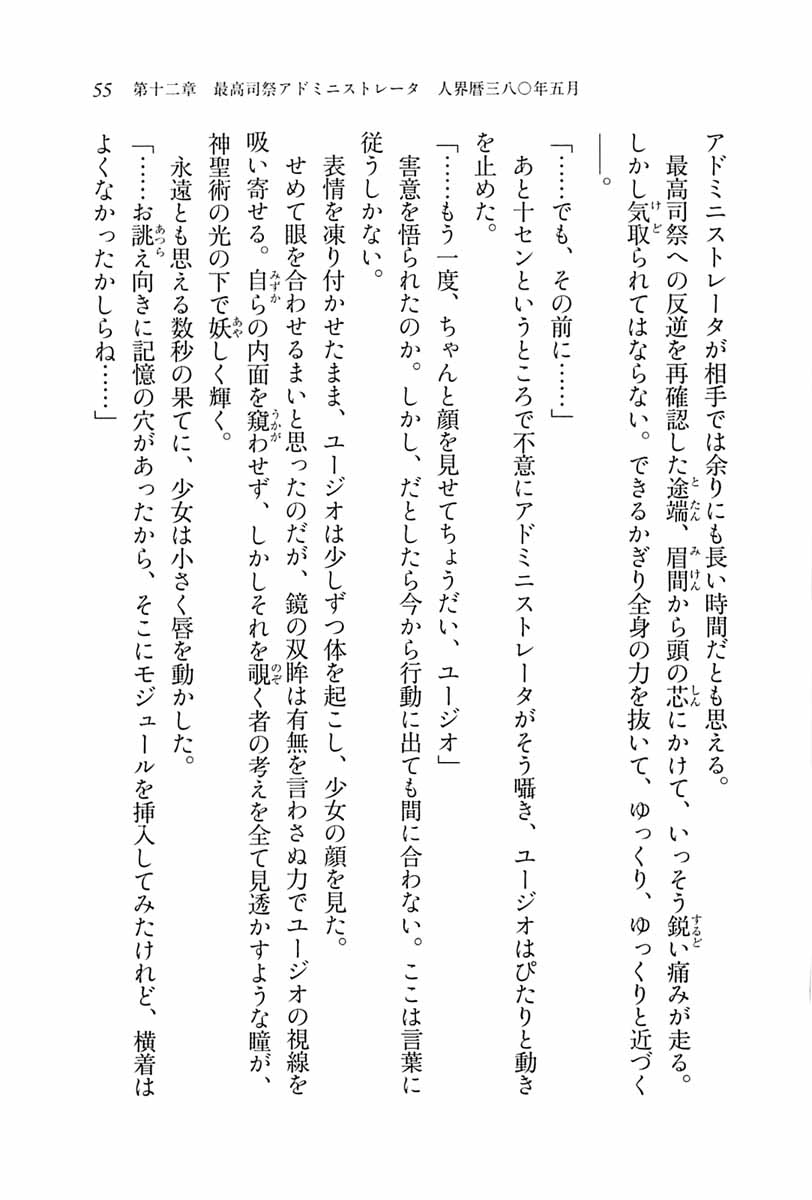 55　第十二章　最高司祭アドミニストレータ　人界暦三八〇年五月
アドミニストレータが相手では余りにも長い時間だとも思える。
　最高司祭への反逆を再確認した途端、眉間から頭の芯にかけて、いっそう鋭い痛みが走る。
しかし気取られてはならない。できるかぎり全身の力を抜いて、ゆっくり、ゆっくりと近づく
――。
「……でも、その前に……」
　あと十センというところで不意にアドミニストレータがそう囁き、ユージオはぴたりと動き
を止めた。
「……もう一度、ちゃんと顔を見せてちょうだい、ユージオ」
　害意を悟られたのか。しかし、だとしたら今から行動に出ても間に合わない。ここは言葉に
従うしかない。
　表情を凍り付かせたまま、ユージオは少しずつ体を起こし、少女の顔を見た。
　せめて眼を合わせるまいと思ったのだが、鏡の双眸は有無を言わさぬ力でユージオの視線を
吸い寄せる。自らの内面を窺わせず、しかしそれを覗く者の考えを全て見透かすような瞳が、
神聖術の光の下で妖しく輝く。
　永遠とも思える数秒の果てに、少女は小さく唇を動かした。
「……お誂え向きに記憶の穴があったから、そこにモジュールを挿入してみたけれど、横着は
よくなかったかしらね……」